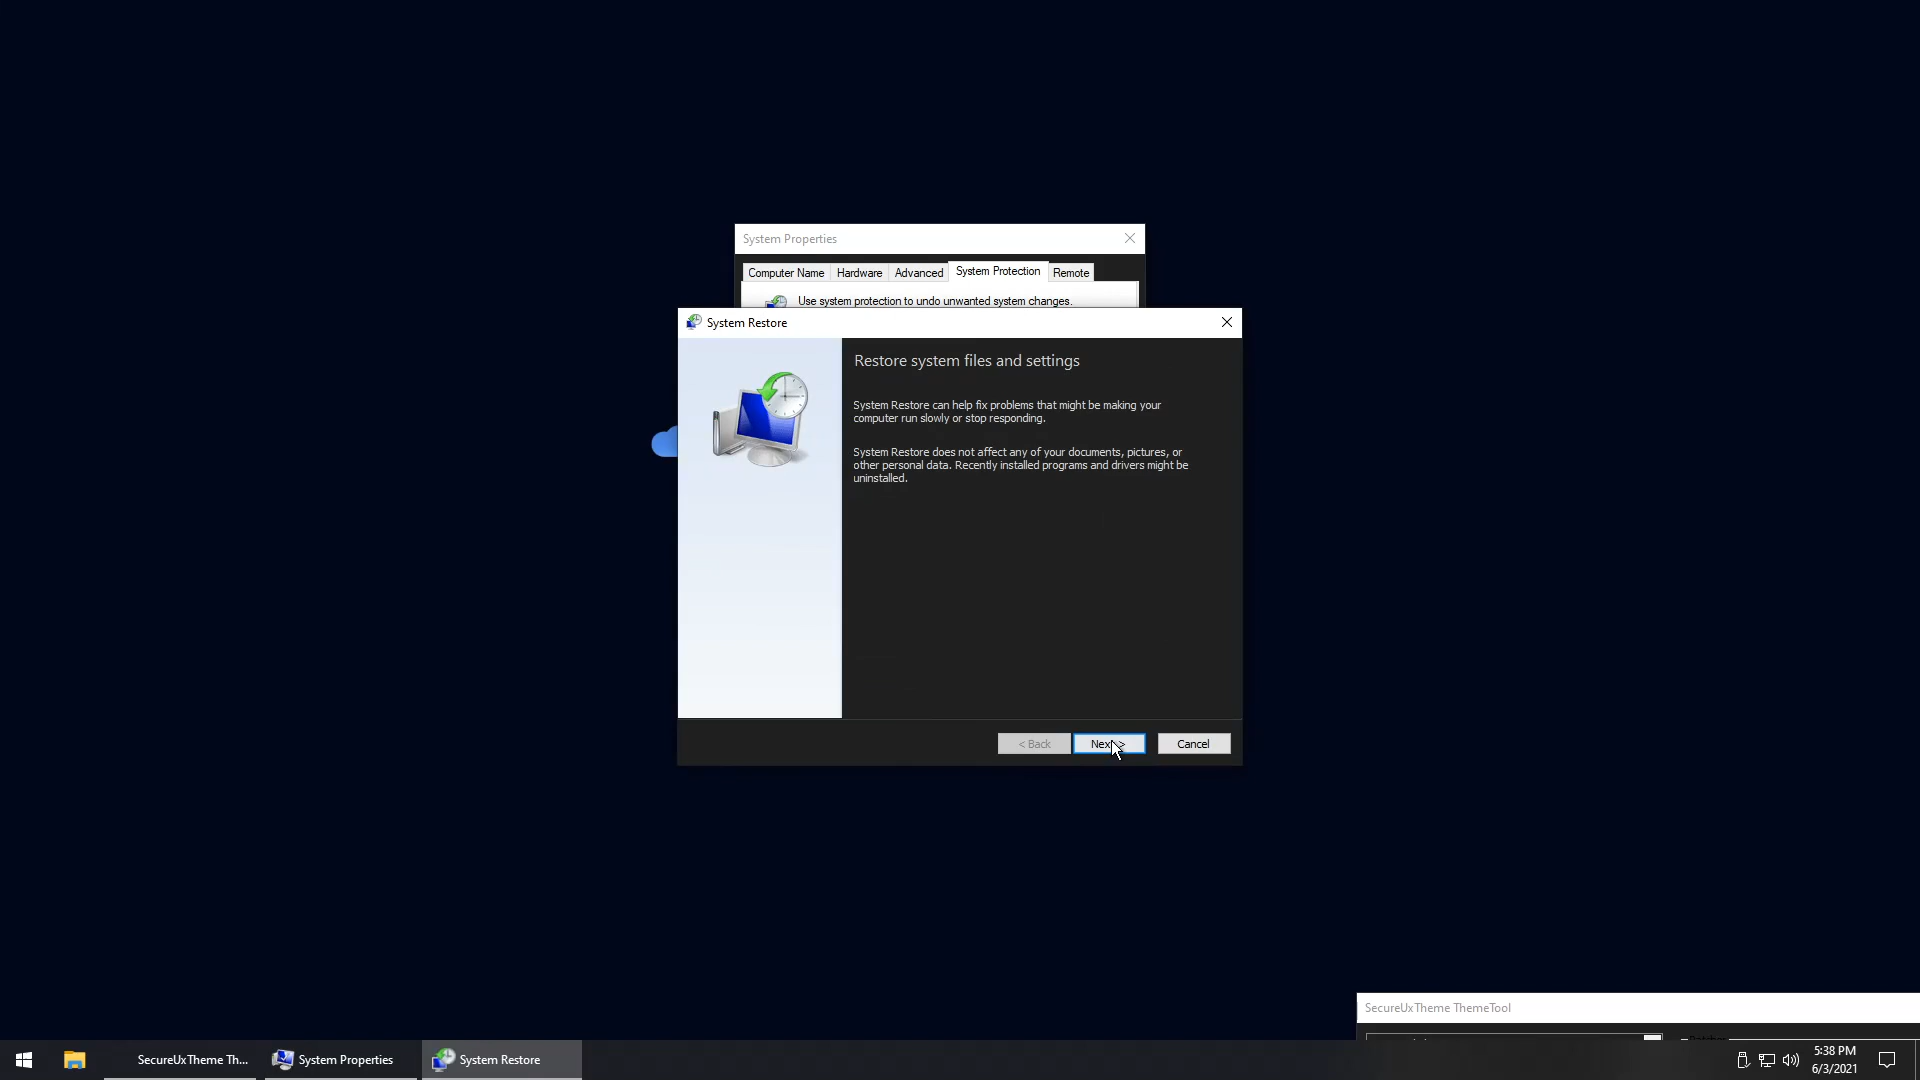 System Properties
Computer Name Hardware Advanced System Protection Remote
Use system protection to undo unwanted system changes.
System Restore
Restore system files and settings
System Restore can help fix problems that might be making your
computer run slowly or stop responding.
System Restore does not affect any of your documents, pictures, or
other personal data. Recently installed programs and drivers might be
uninstalled.
< Back
Cancel
SecureUxTheme ThemeTool
SecureUxTheme Th...
System Properties
System Restore
5:38 PM
6/3/2021